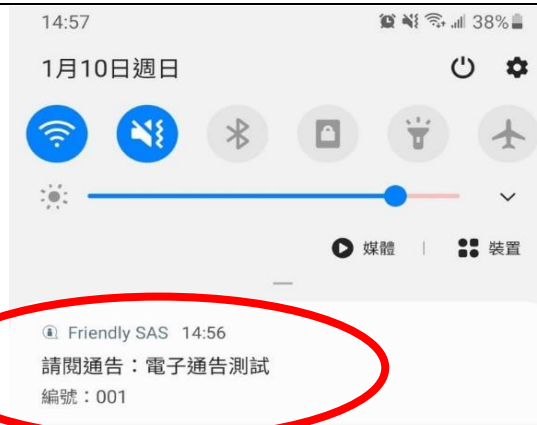 14:57 38%
1月10日週日
媒體 | 裝置
Friendly SAS 14:56
請閱通告：電子通告測試
編號：001